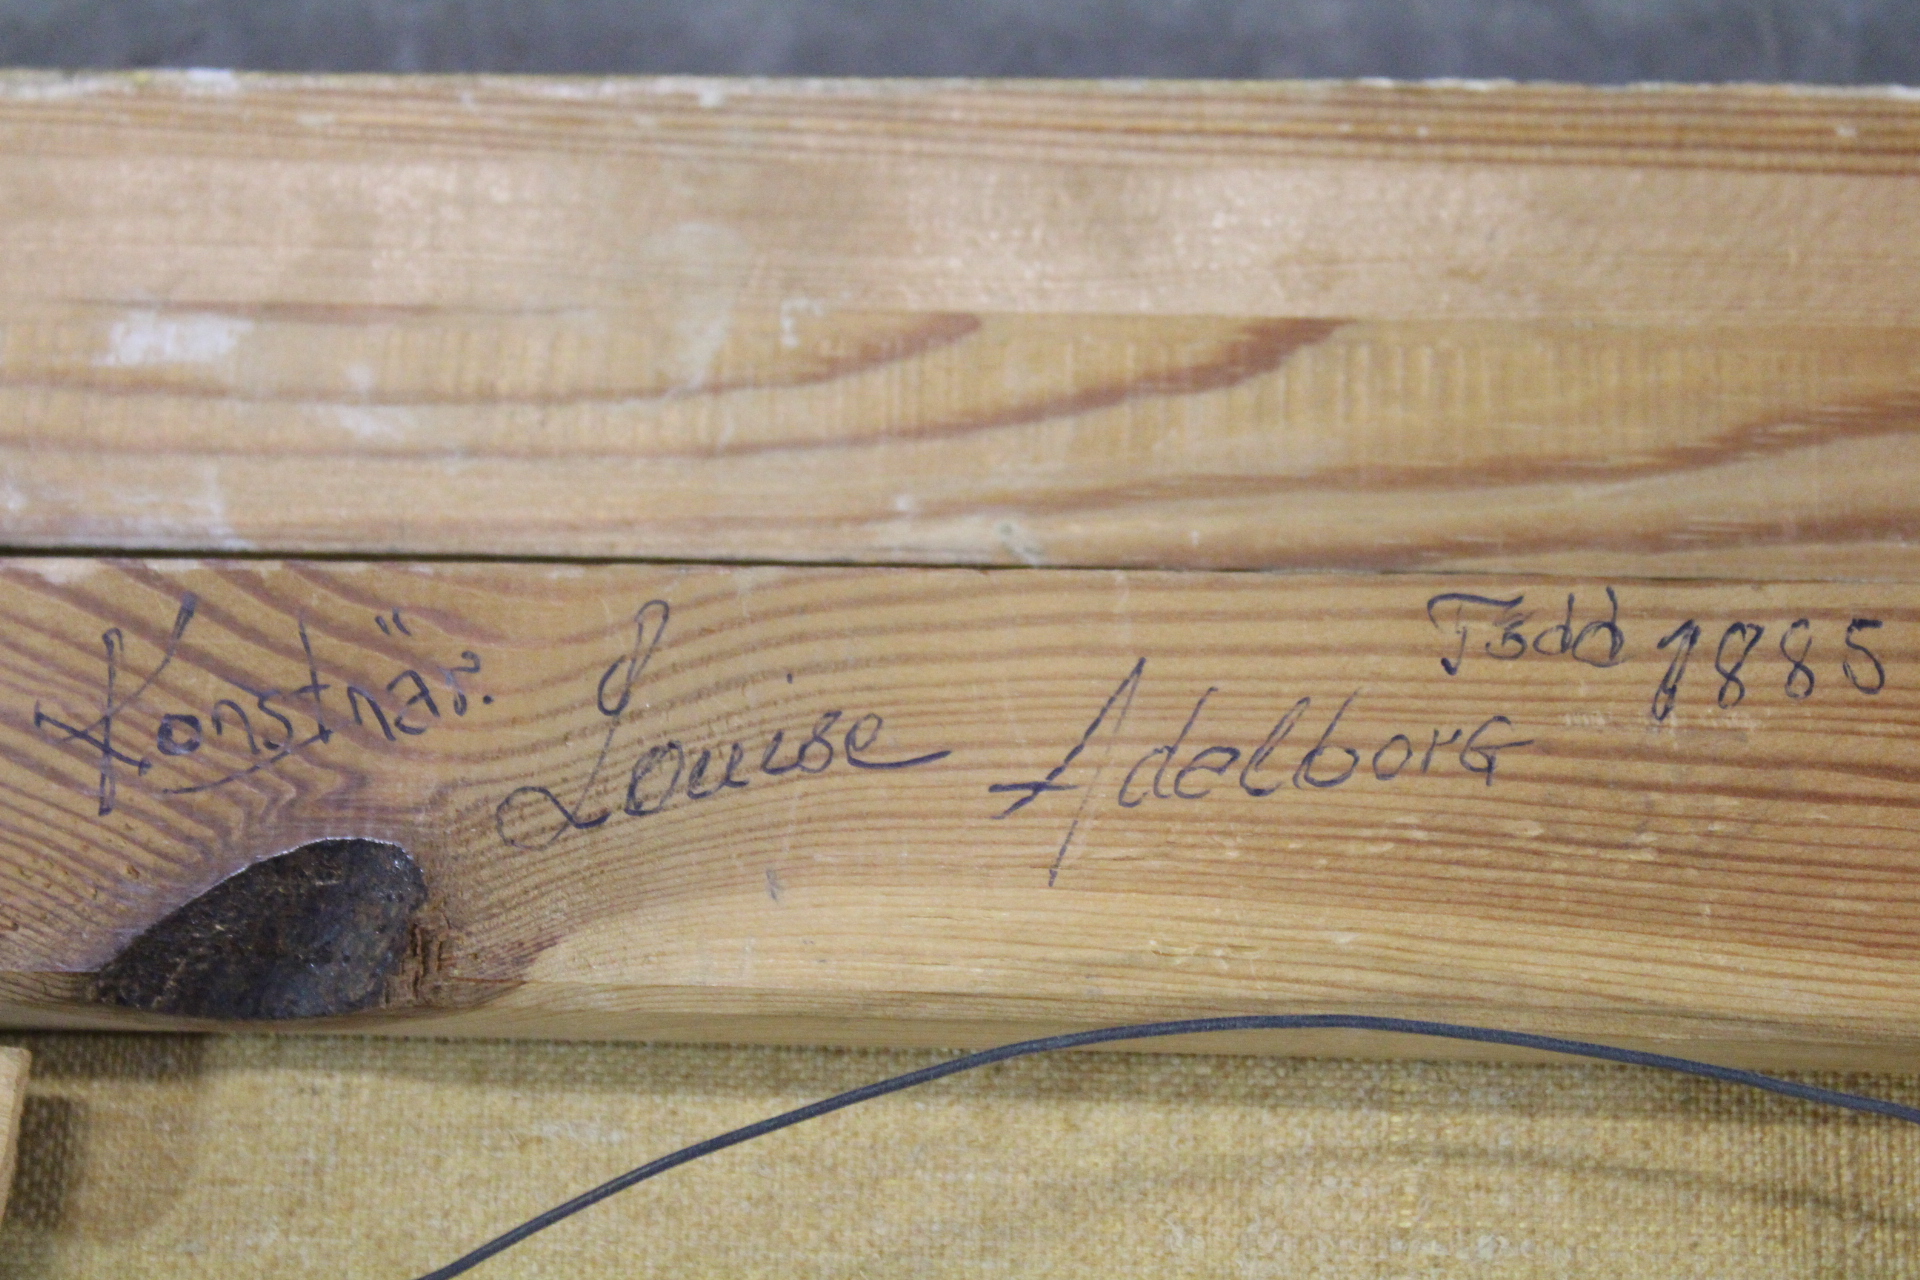 Konstnär. Louise Adelborg
Född 1885